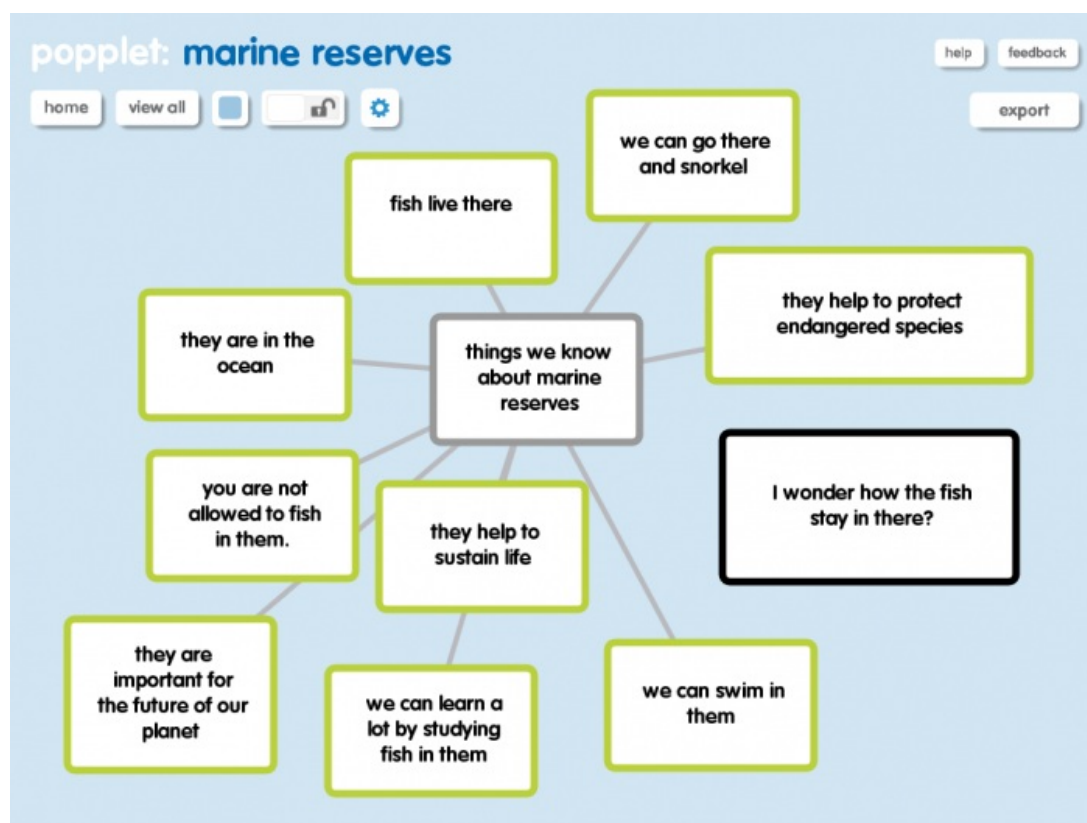 popplet: marine reserves
help
feedback
home
view all
export
we can go there
and snorkel
fish live there
they help to protect
endangered species
they are in the
ocean
things we know
about marine
reserves
you are not
allowed to fish
in them.
they help to
sustain life
I wonder how the fish
stay in there?
they are
important for
the future of our
planet
we can learn a
lot by studying
fish in them
we can swim in
them